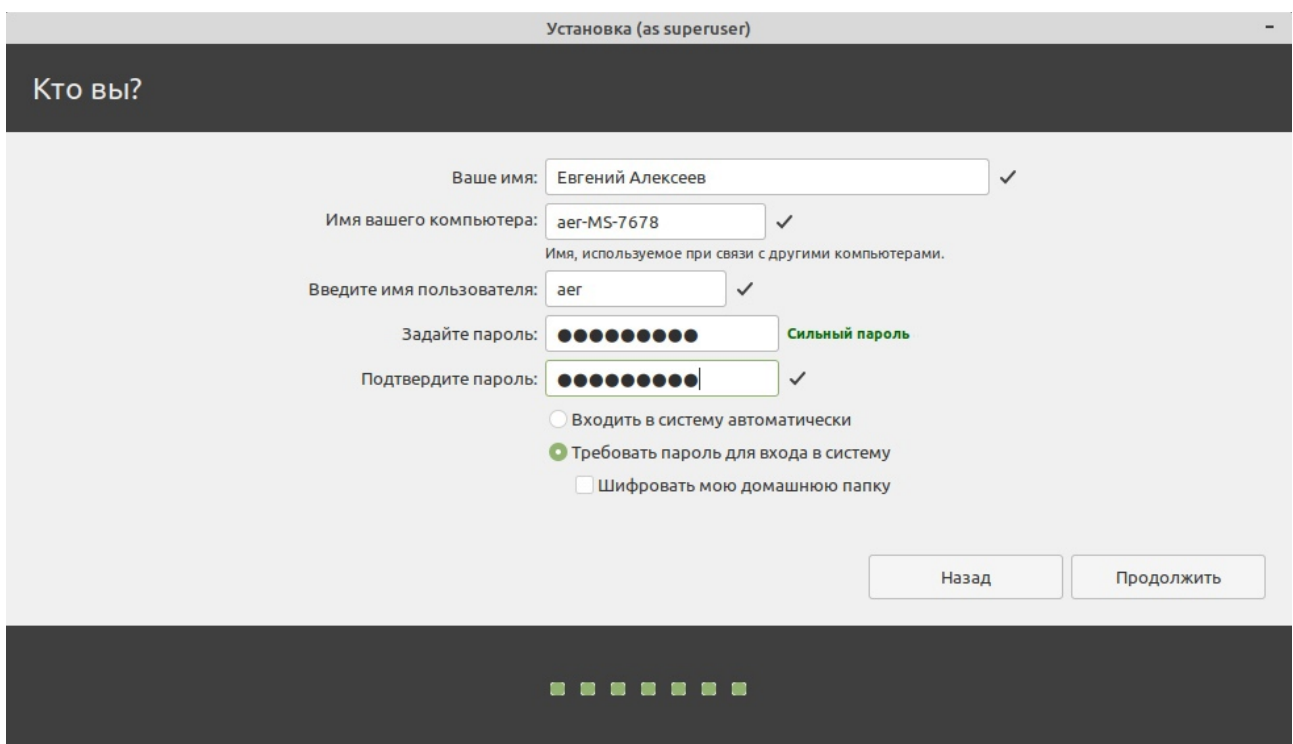 Установка (as superuser)
Кто вы?
Ваше имя: Евгений Алексеев
Имя вашего компьютера: aer-MS-7678
Имя, используемое при связи с другими компьютерами.
Введите имя пользователя: aer
Задайте пароль: ●●●●●●●●● Сильный пароль
Подтвердите пароль: ●●●●●●●●●
Входить в систему автоматически
Требовать пароль для входа в систему
Шифровать мою домашнюю папку
Назад Продолжить